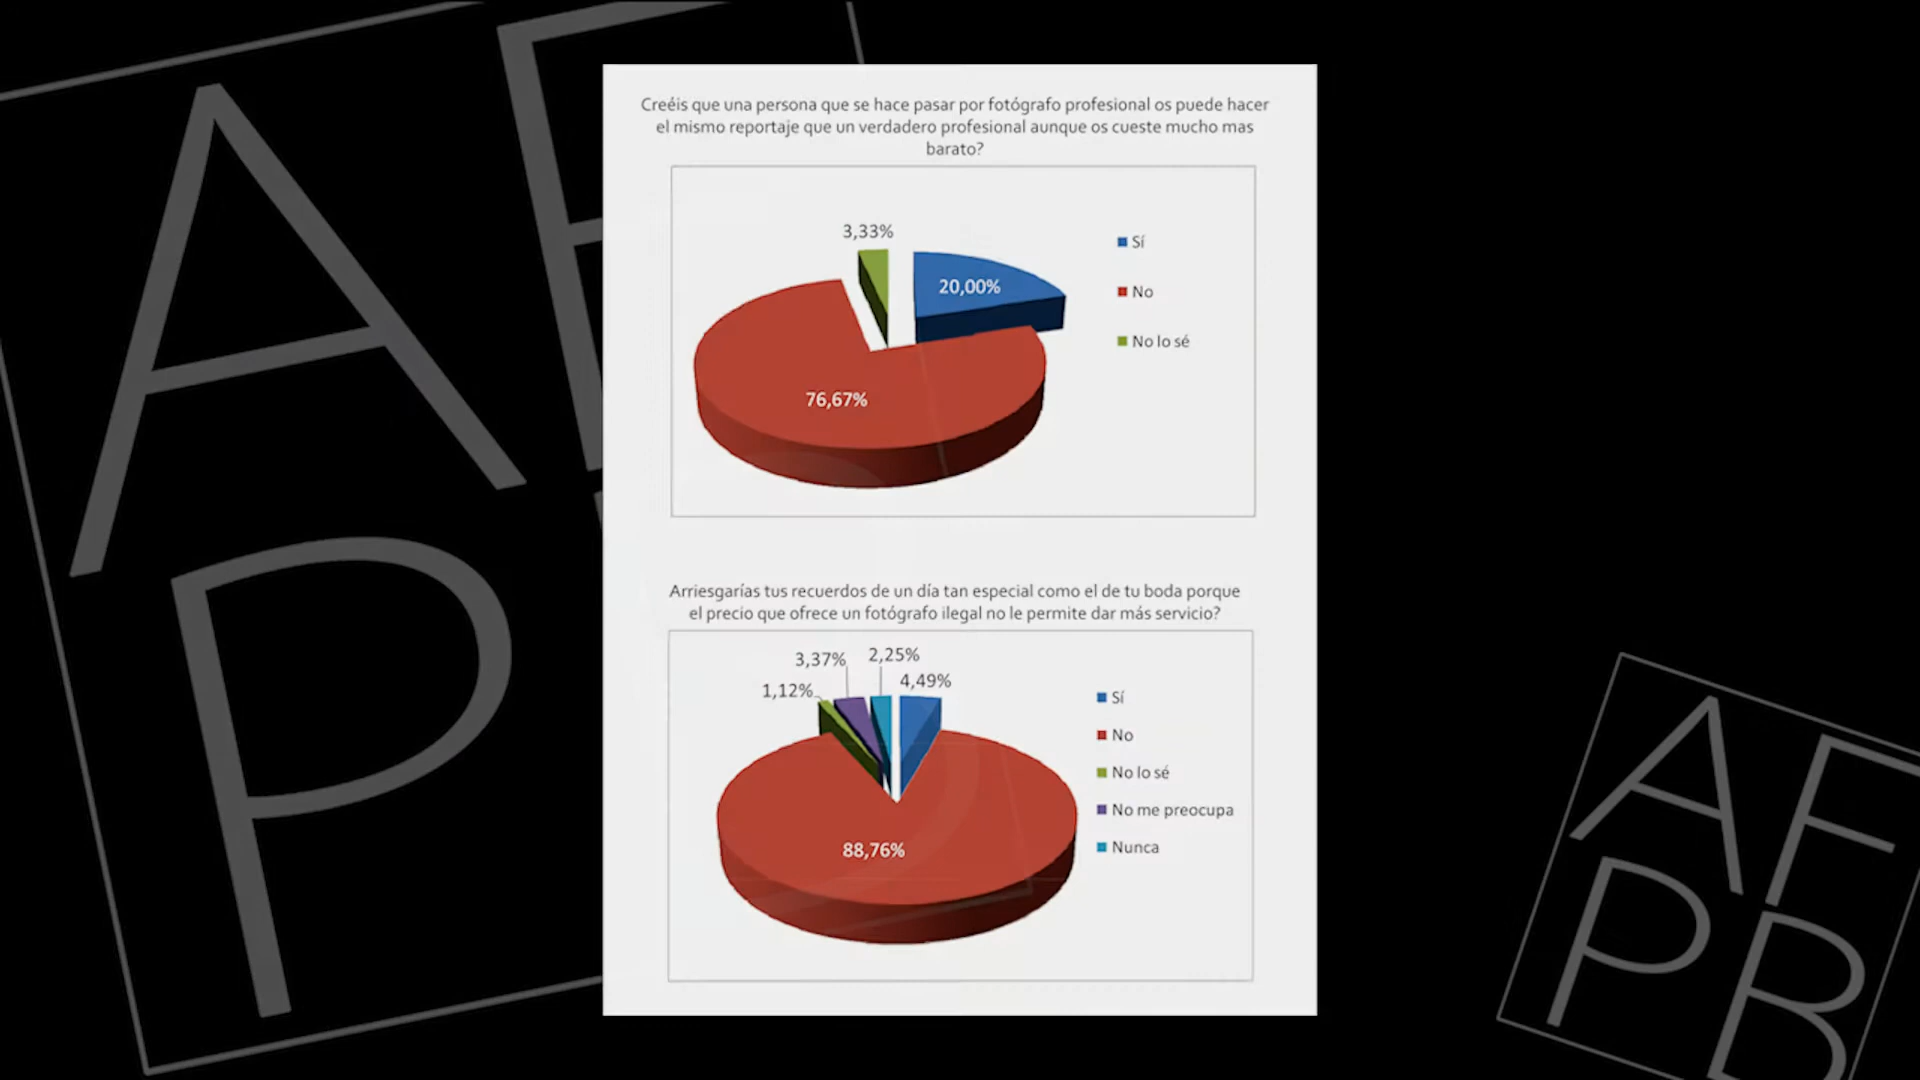 Creéis que una persona que se hace pasar por fotógrafo profesional os puede hacer
el mismo reportaje que un verdadero profesional aunque os cueste mucho mas
barato?
3,33%
20,00%
76,67%
Sí
No
No lo sé
Arriesgarías tus recuerdos de un día tan especial como el de tu boda porque
el precio que ofrece un fotógrafo ilegal no le permite dar más servicio?
3,37%
2,25%
1,12%
4,49%
88,76%
Sí
No
No lo sé
No me preocupa
Nunca
AF
P
AF
PB